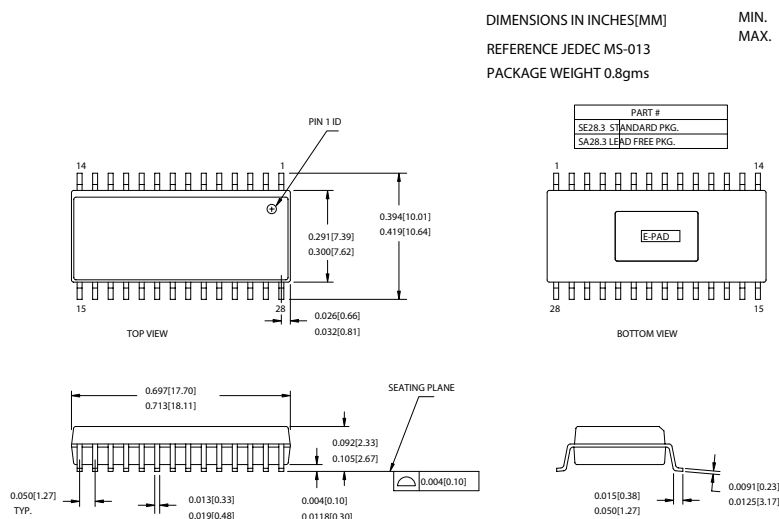 DIMENSIONS IN INCHES[MM] MIN.
MAX.
REFERENCE JEDEC MS-013
PACKAGE WEIGHT 0.8gms
PART #
SE28.3 STANDARD PKG.
SA28.3 LEAD FREE PKG.
PIN 1 ID
14 1
0.291[7.39]
0.300[7.62]
0.394[10.01]
0.419[10.64]
15 28
0.026[0.66]
0.032[0.81]
TOP VIEW
1 14
E-PAD
28 15
BOTTOM VIEW
0.697[17.70]
0.713[18.11]
SEATING PLANE
0.092[2.33]
0.105[2.67]
0.004[0.10]
0.050[1.27]
TYP.
0.013[0.33]
0.019[0.48]
0.004[0.10]
0.0118[0.30]
0.015[0.38]
0.050[1.27]
0.0091[0.23]
0.0125[3.17]